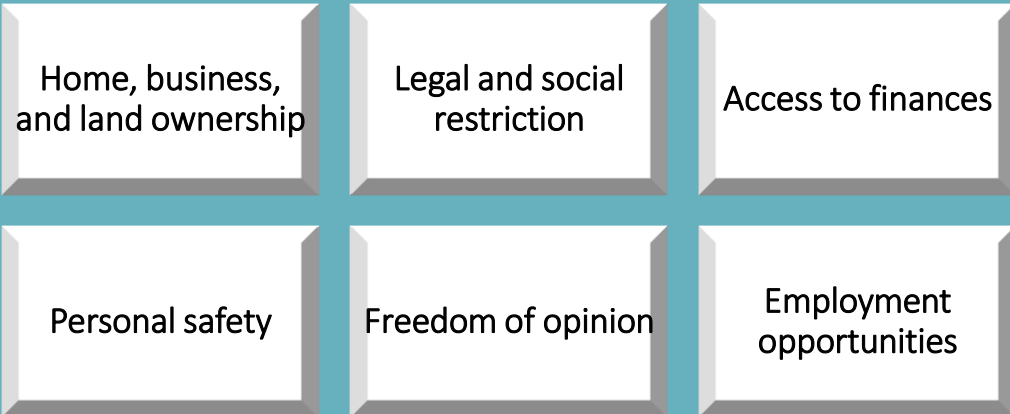 Home, business,
and land ownership
Legal and social
restriction
Access to finances
Personal safety
Freedom of opinion
Employment
opportunities